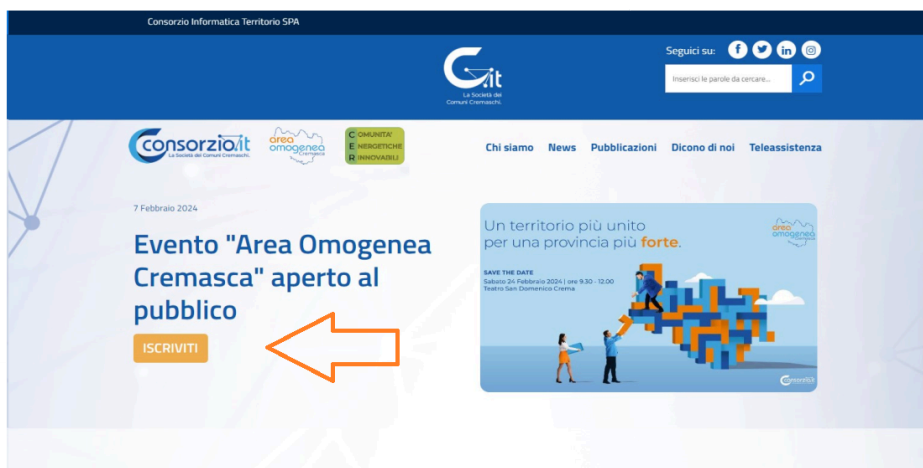 Consorzio Informatica Territorio SPA
Seguici su:
C.it
La Società dei
Comuni Cremaschi.
Inserisci le parole da cercare...
Consorzio.it
La Società dei Comuni Cremaschi.
area
omogenea
cremasca
COMUNITA'
ENERGETICHE
RINNOVABILI
Chi siamo News Pubblicazioni Dicono di noi Teleassistenza
7 Febbraio 2024
Evento "Area Omogenea
Cremasca" aperto al
pubblico
ISCRIVITI
Un territorio più unito
per una provincia più forte.
area
omogenea
cremasca
SAVE THE DATE
Sabato 24 Febbraio 2024 | ore 9.30 - 12.00
Teatro San Domenico Crema
Consorzio.it